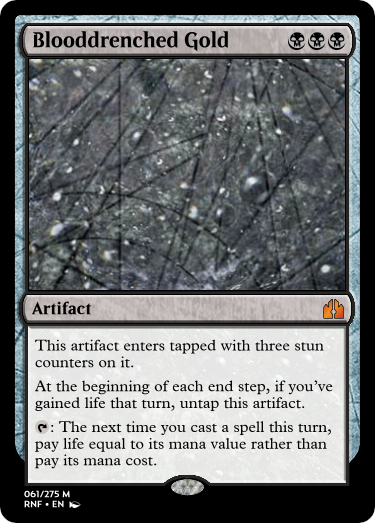 Blooddrenched Gold
Artifact
This artifact enters tapped with three stun
counters on it.
At the beginning of each end step, if you've
gained life that turn, untap this artifact.
: The next time you cast a spell this turn,
pay life equal to its mana value rather than
pay its mana cost.
061/275 M
RNF • EN